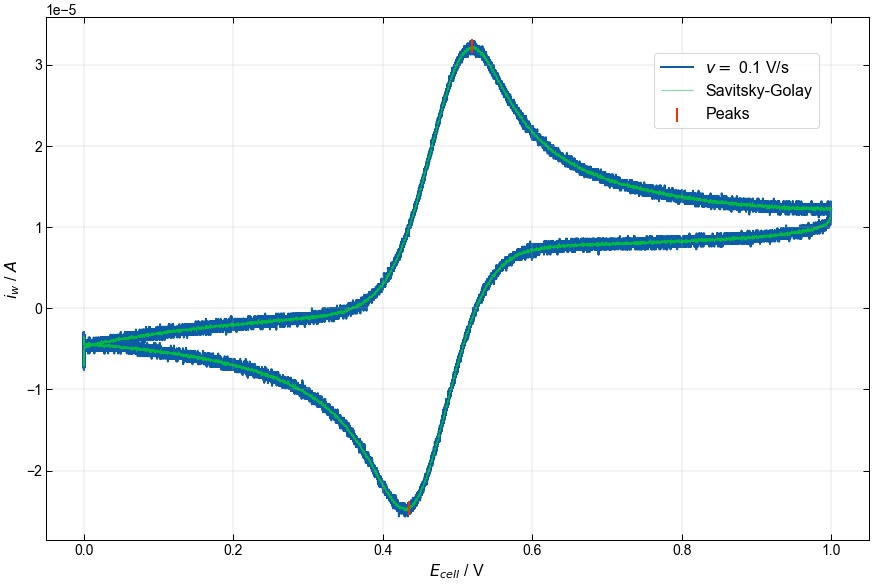 1e−5
3
2
1
0
−1
−2
i_w / A
v = 0.1 V/s
Savitsky-Golay
Peaks
0.0 0.2 0.4 0.6 0.8 1.0
E_cell / V